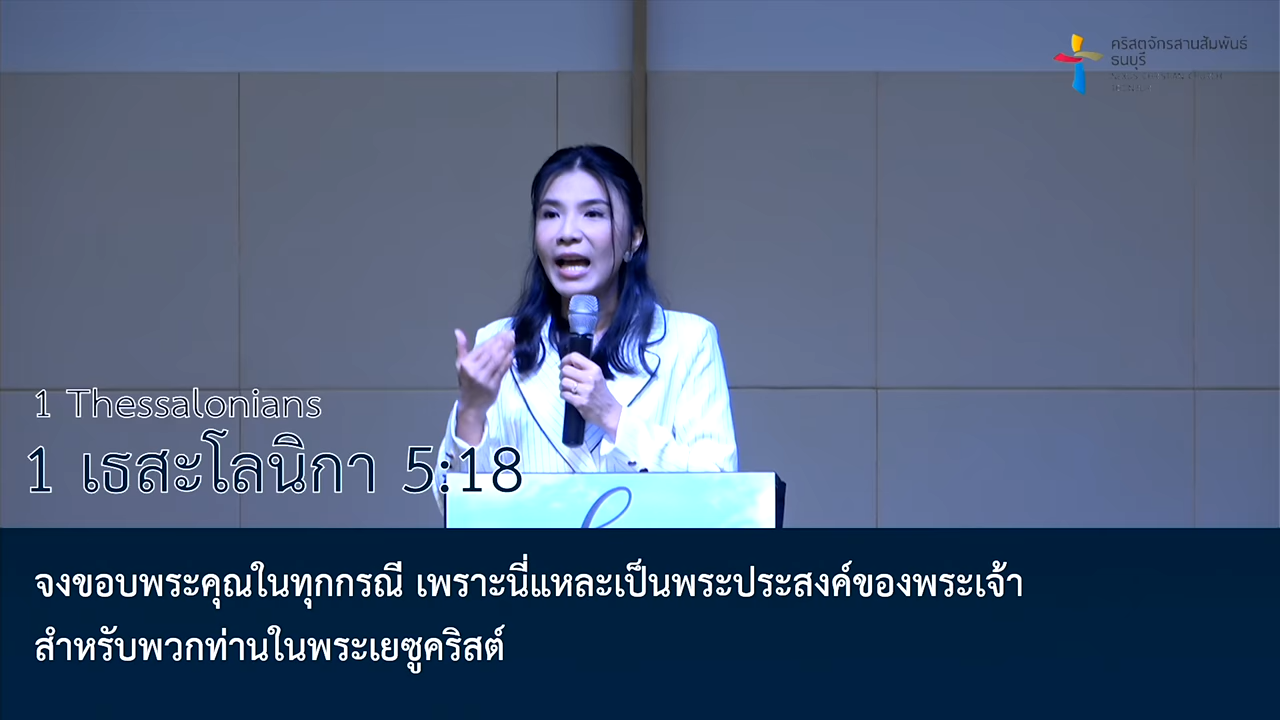 คริสตจักรสานสัมพันธ์
ธนบุรี
1 Thessalonians
1 เธสะโลนิกา 5:18
จงขอบพระคุณในทุกกรณี เพราะนี่แหละเป็นพระประสงค์ของพระเจ้า
สำหรับพวกท่านในพระเยซูคริสต์